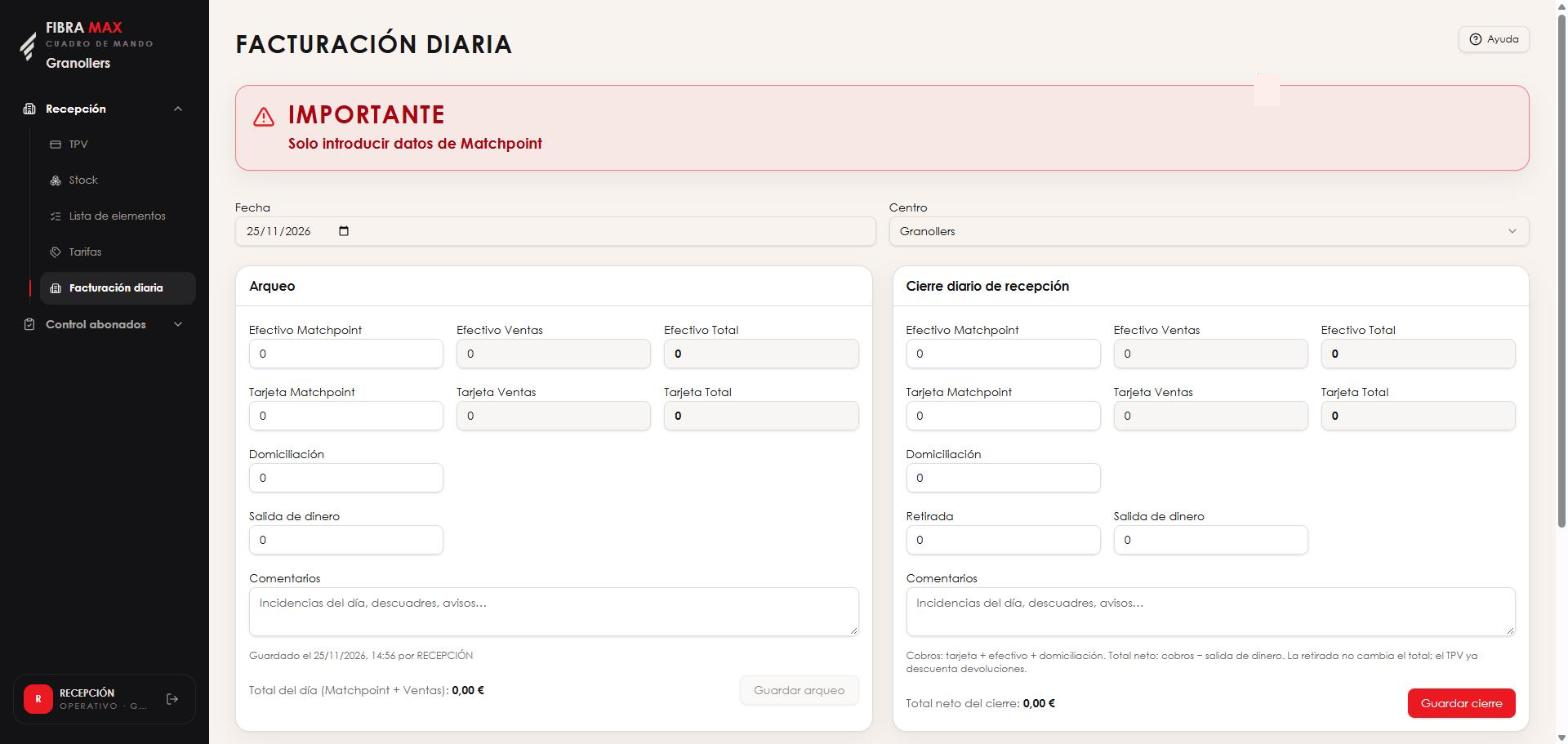 FIBRA MAX
CUADRO DE MANDO
Granollers
Recepción
TPV
Stock
Lista de elementos
Tarifas
Facturación diaria
Control abonados
R
RECEPCIÓN
OPERATIVO · G...
FACTURACIÓN DIARIA
Ayuda
IMPORTANTE
Solo introducir datos de Matchpoint
Fecha
25/11/2026
Centro
Granollers
Arqueo
Efectivo Matchpoint Efectivo Ventas Efectivo Total
0 0 0
Tarjeta Matchpoint Tarjeta Ventas Tarjeta Total
0 0 0
Domiciliación
0
Salida de dinero
0
Comentarios
Incidencias del día, descuadres, avisos...
Guardado el 25/11/2026, 14:56 por RECEPCIÓN
Total del día (Matchpoint + Ventas): 0,00 €
Guardar arqueo
Cierre diario de recepción
Efectivo Matchpoint Efectivo Ventas Efectivo Total
0 0 0
Tarjeta Matchpoint Tarjeta Ventas Tarjeta Total
0 0 0
Domiciliación
0
Retirada Salida de dinero
0 0
Comentarios
Incidencias del día, descuadres, avisos...
Cobros: tarjeta + efectivo + domiciliación. Total neto: cobros − salida de dinero. La retirada no cambia el total; el TPV ya
descuenta devoluciones.
Total neto del cierre: 0,00 €
Guardar cierre